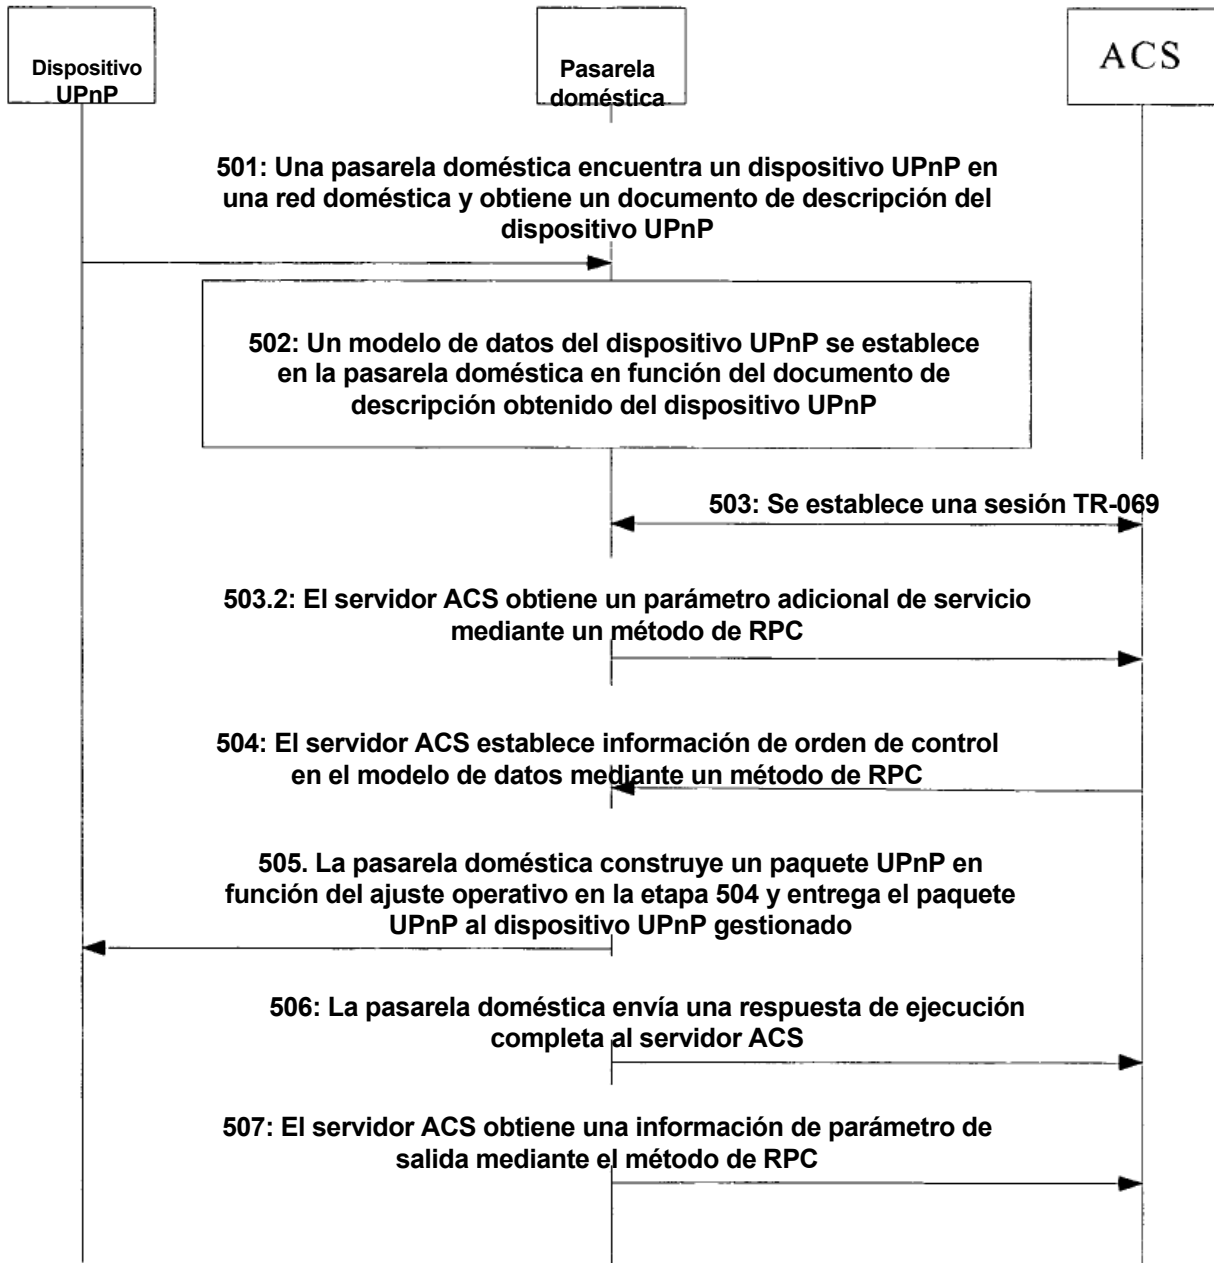 Dispositivo
UPnP
Pasarela
doméstica
ACS
501: Una pasarela doméstica encuentra un dispositivo UPnP en
una red doméstica y obtiene un documento de descripción del
dispositivo UPnP
502: Un modelo de datos del dispositivo UPnP se establece
en la pasarela doméstica en función del documento de
descripción obtenido del dispositivo UPnP
503: Se establece una sesión TR-069
503.2: El servidor ACS obtiene un parámetro adicional de servicio
mediante un método de RPC
504: El servidor ACS establece información de orden de control
en el modelo de datos mediante un método de RPC
505. La pasarela doméstica construye un paquete UPnP en
función del ajuste operativo en la etapa 504 y entrega el paquete
UPnP al dispositivo UPnP gestionado
506: La pasarela doméstica envía una respuesta de ejecución
completa al servidor ACS
507: El servidor ACS obtiene una información de parámetro de
salida mediante el método de RPC